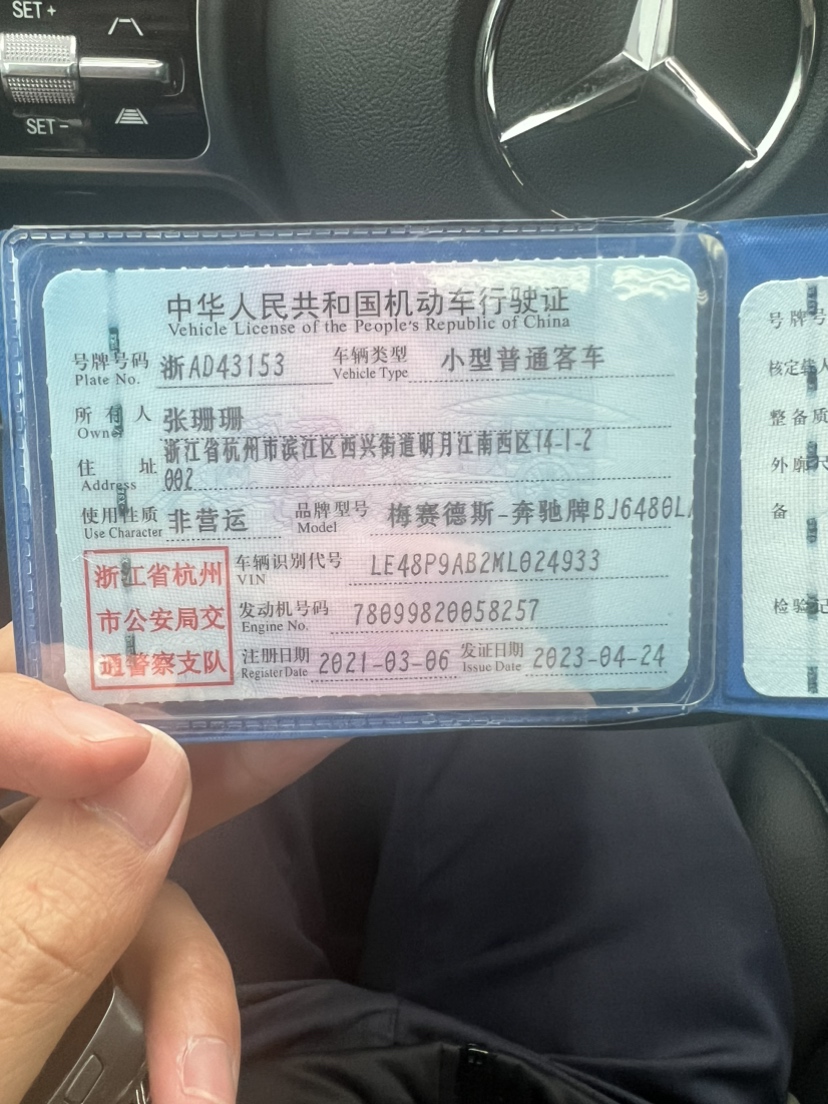 SET +
SET -
中华人民共和国机动车行驶证
Vehicle License of the People's Republic of China
号牌号码 浙AD43153 车辆类型 小型普通客车
Plate No. Vehicle Type
所有人 张珊珊
Owner
住址 浙江省杭州市滨江区西兴街道明月江南西区14-1-2
Address 002
使用性质 非营运 品牌型号 梅赛德斯-奔驰牌BJ6480L
Use Character Model
浙江省杭州
市公安局交
通警察支队
车辆识别代号 LE48P9AB2ML024933
VIN
发动机号码 78099820058257
Engine No.
注册日期 2021-03-06 发证日期 2023-04-24
Register Date Issue Date
号牌号
核定
整备质
外廓尺
备
检验记